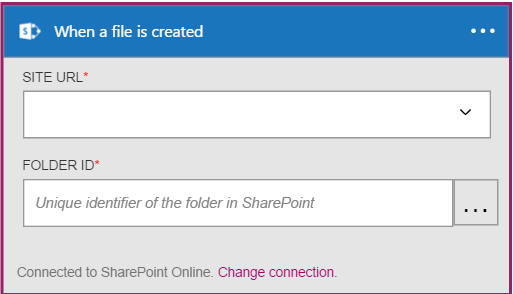 S When a file is created ...
SITE URL*
FOLDER ID*
Unique identifier of the folder in SharePoint ...
Connected to SharePoint Online. Change connection.